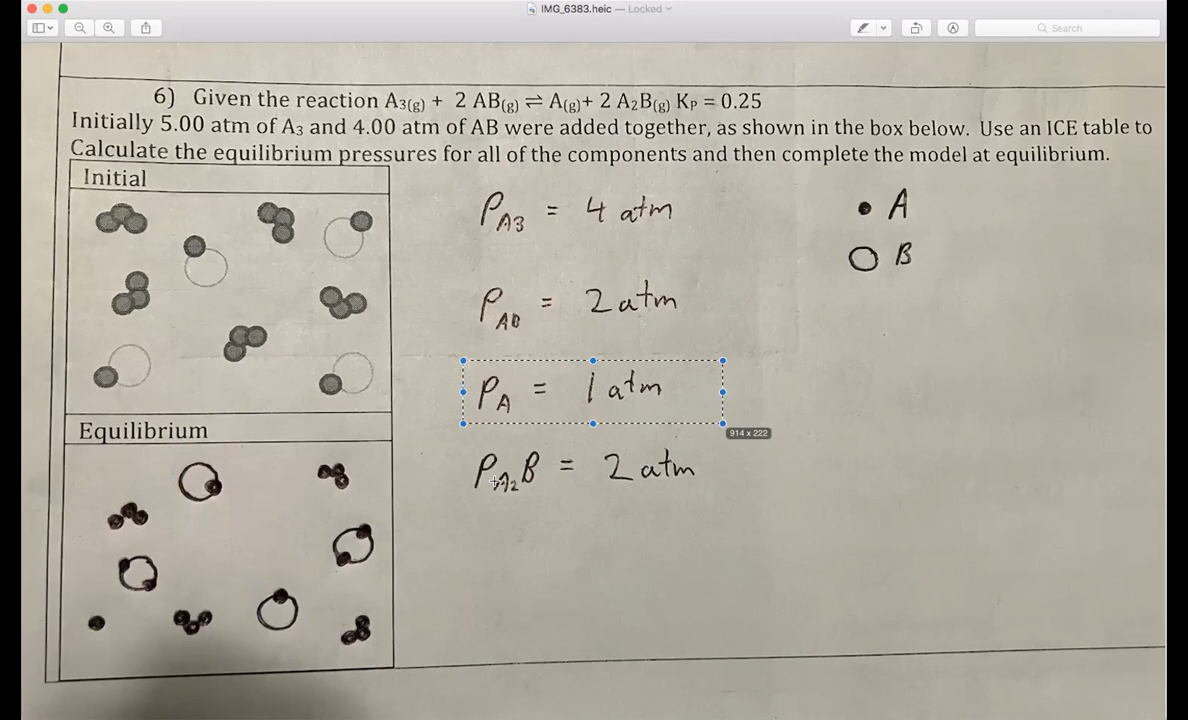 IMG_6383.heic — Locked
Search
6) Given the reaction A3(g) + 2 AB(g) ⇌ A(g)+ 2 A2B(g) KP = 0.25
Initially 5.00 atm of A3 and 4.00 atm of AB were added together, as shown in the box below. Use an ICE table to
Calculate the equilibrium pressures for all of the components and then complete the model at equilibrium.
Initial
PA3 = 4 atm
PAB = 2 atm
PA = 1 atm
914 x 222
PA2B = 2 atm
A
B
Equilibrium